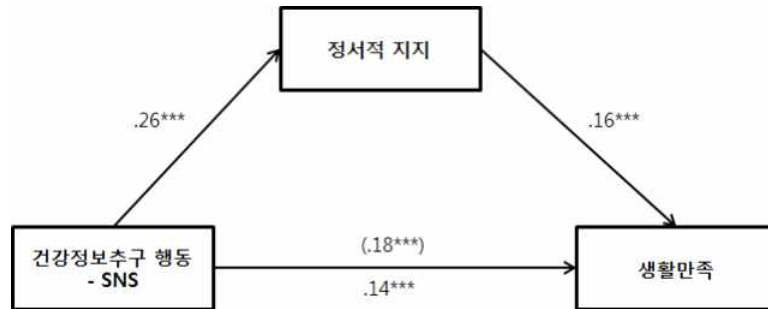 정서적 지지
.26***
.16***
건강정보추구 행동
- SNS
(.18***)
.14***
생활만족